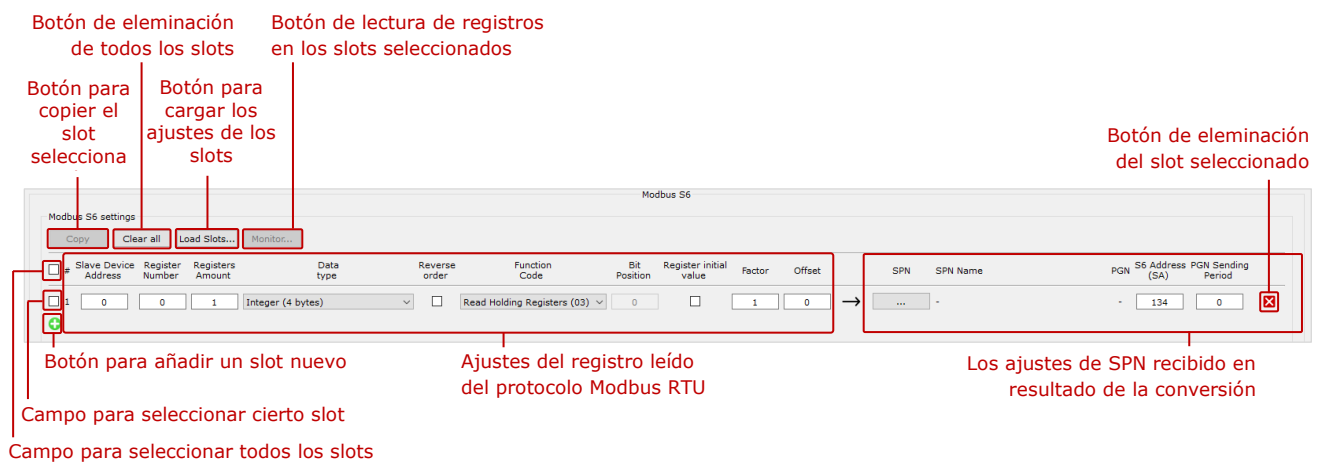 Botón de eleminación
de todos los slots
Botón de lectura de registros
en los slots seleccionados
Botón para
copier el
slot
selecciona
Botón para
cargar los
ajustes de los
slots
Botón de eleminación
del slot seleccionado
Modbus S6
Modbus S6 settings
Copy
Clear all
Load Slots...
Monitor...
#
Slave Device
Address
Register
Number
Registers
Amount
Data
type
Reverse
order
Function
Code
Bit
Position
Register initial
value
Factor
Offset
SPN
SPN Name
PGN
S6 Address
(SA)
PGN Sending
Period
1
0
0
1
Integer (4 bytes)
Read Holding Registers (03)
0
1
0
→
...
-
-
134
0
Botón para añadir un slot nuevo
Ajustes del registro leído
del protocolo Modbus RTU
Los ajustes de SPN recibido en
resultado de la conversión
Campo para seleccionar cierto slot
Campo para seleccionar todos los slots